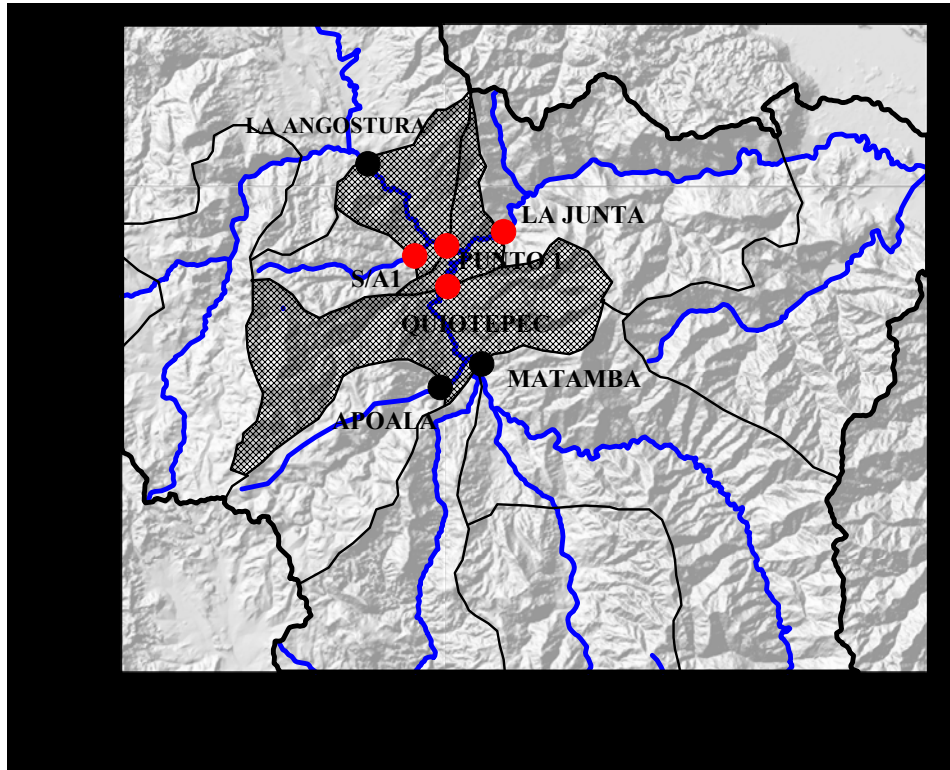 LA ANGOSTURA
LA JUNTA
PUNTO 1
S/A1
QUIOTEPEC
MATAMBA
APOALA